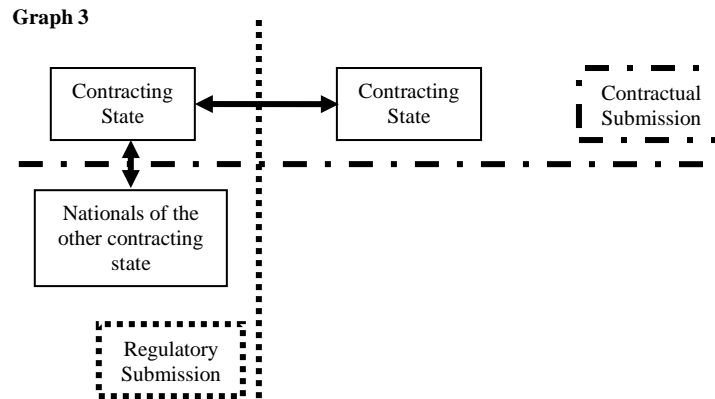 Graph 3
Contracting
State
Contracting
State
Contractual
Submission
Nationals of the
other contracting
state
Regulatory
Submission